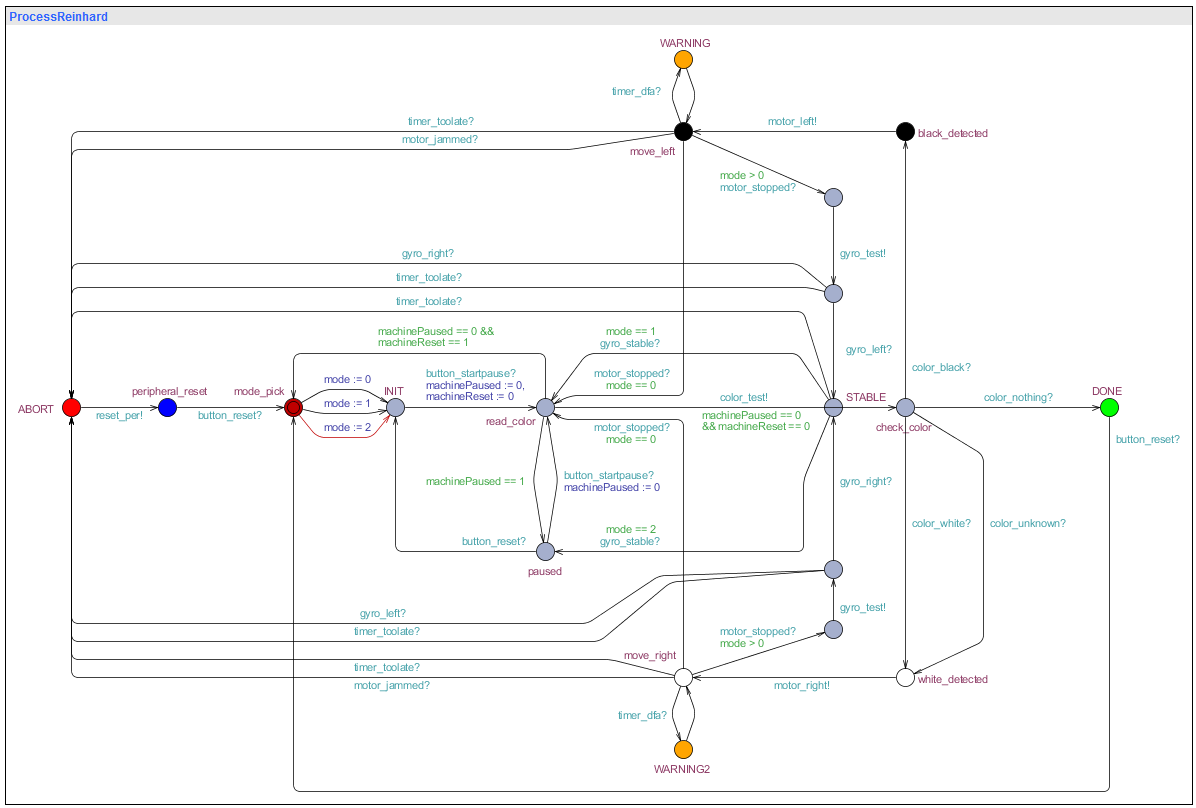 ProcessReinhard
WARNING
timer_dfa?
timer_toolate?
motor_left!
motor_jammed?
black_detected
move_left
mode > 0
motor_stopped?
gyro_right?
gyro_test!
timer_toolate?
timer_toolate?
machinePaused == 0 &&
machineReset == 1
mode == 1
gyro_stable?
gyro_left?
color_black?
mode := 0
button_startpause?
machinePaused := 0,
machineReset := 0
motor_stopped?
mode == 0
peripheral_reset
mode_pick
INIT
DONE
ABORT
reset_per!
button_reset?
mode := 1
mode := 2
read_color
color_test!
STABLE
color_nothing?
machinePaused == 0
&& machineReset == 0
check_color
motor_stopped?
mode == 0
button_reset?
machinePaused == 1
button_startpause?
machinePaused := 0
gyro_right?
color_white?
color_unknown?
mode == 2
gyro_stable?
button_reset?
paused
gyro_left?
gyro_test!
timer_toolate?
motor_stopped?
mode > 0
move_right
timer_toolate?
motor_jammed?
motor_right!
white_detected
timer_dfa?
WARNING2